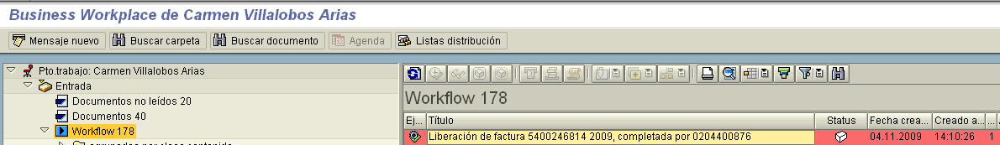 Business Workplace de Carmen Villalobos Arias
Mensaje nuevo Buscar carpeta Buscar documento Agenda Listas distribución
Pto.trabajo: Carmen Villalobos Arias
Entrada
Documentos no leídos 20
Documentos 40
Workflow 178
Workflow 178
Ej... Título Status Fecha crea... Creado a... ...
Liberación de factura 5400246814 2009, completada por 0204400876 04.11.2009 14:10:26 1